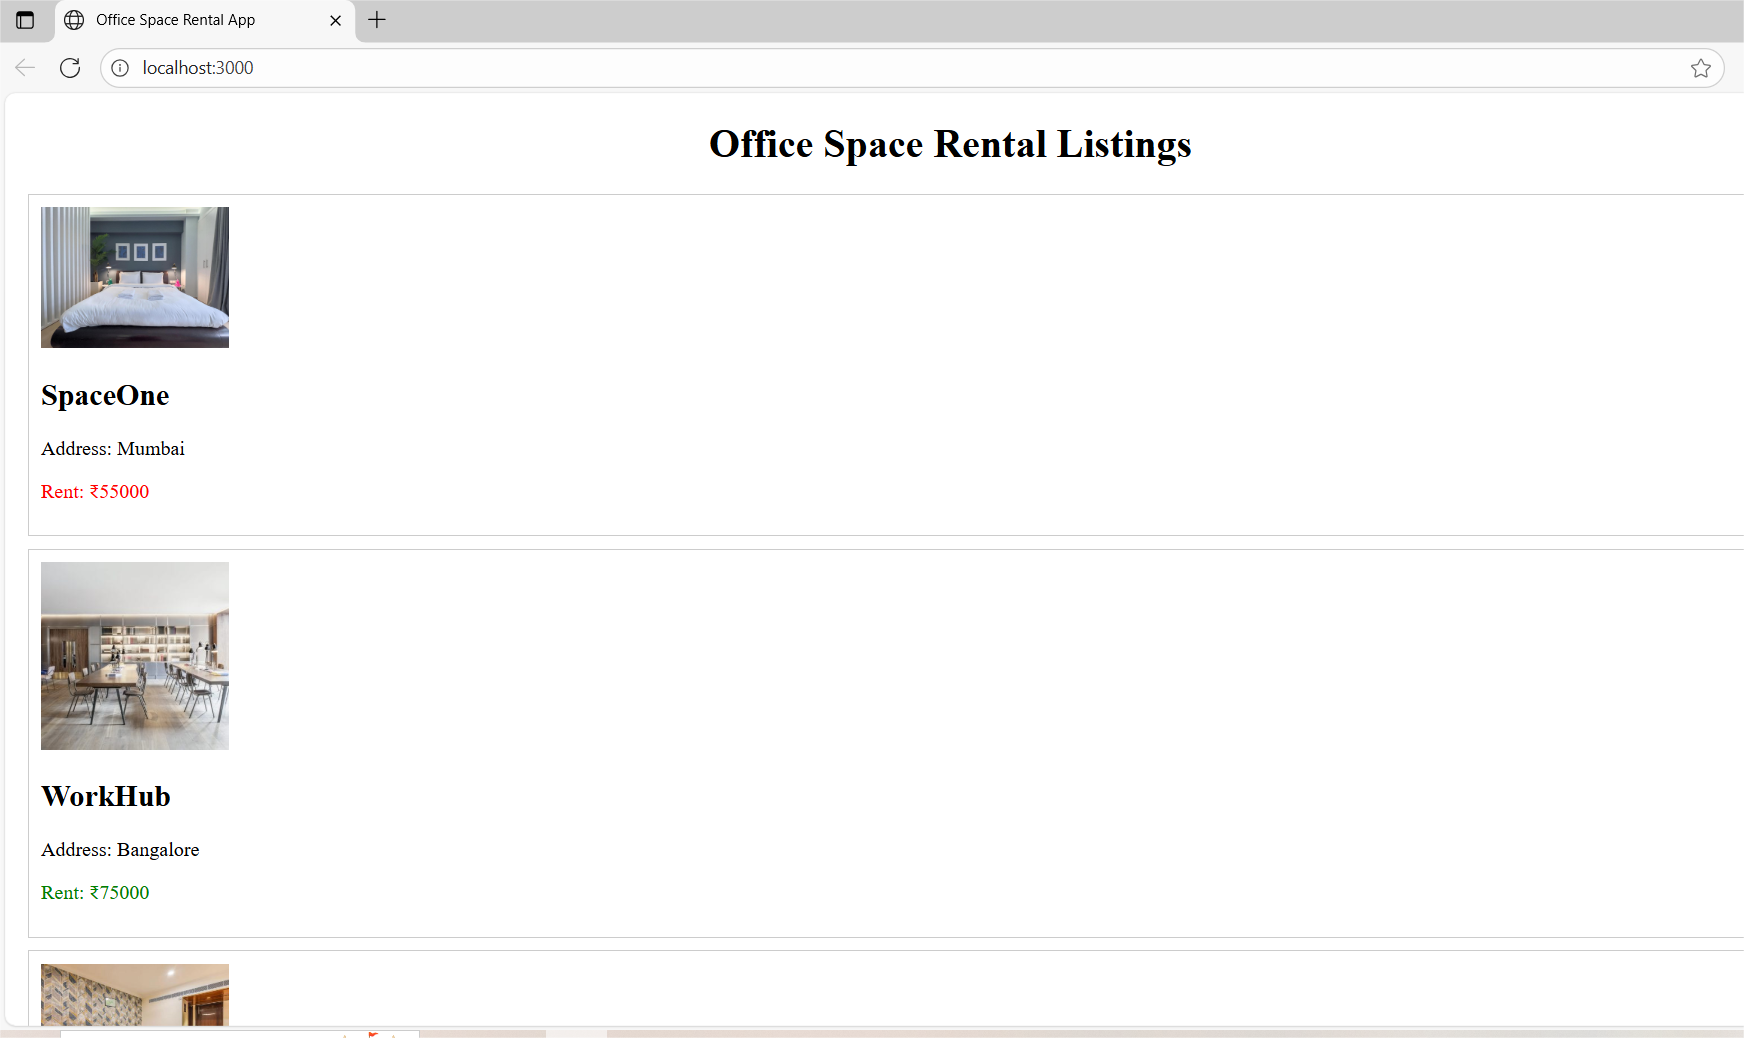 Office Space Rental App
localhost:3000
Office Space Rental Listings
SpaceOne
Address: Mumbai
Rent: ₹55000
WorkHub
Address: Bangalore
Rent: ₹75000